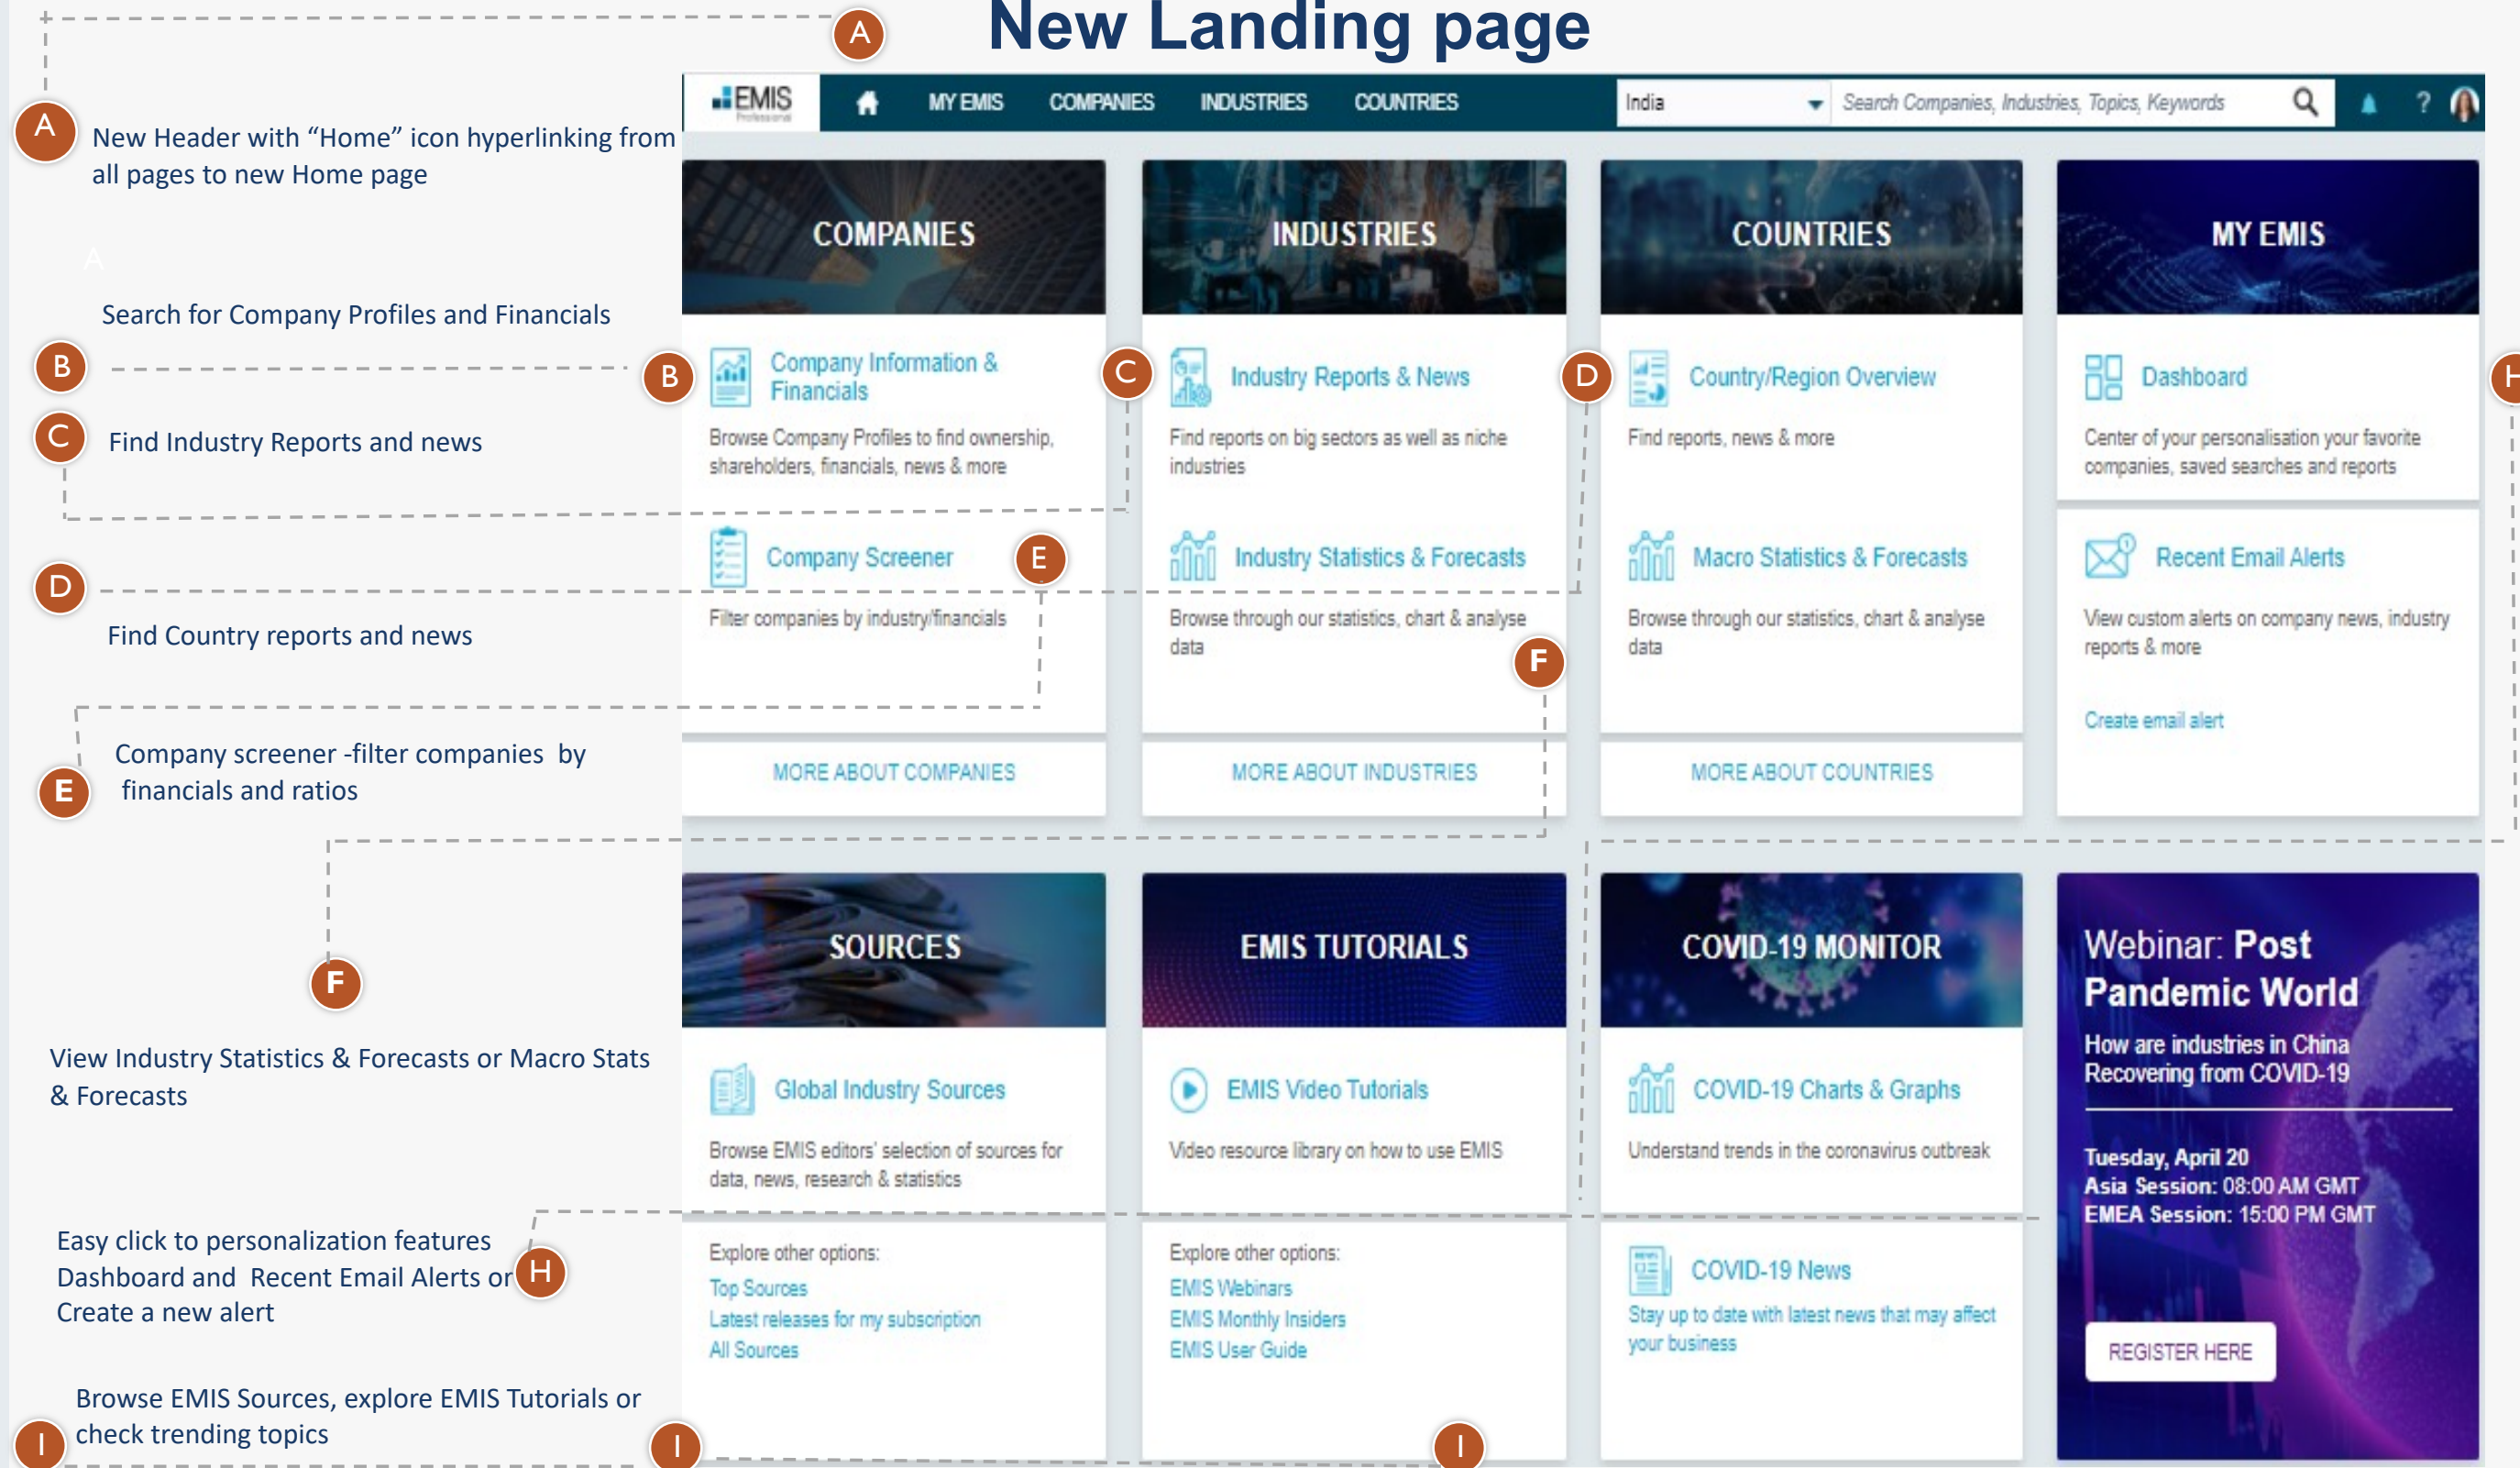 New Landing page
A
A
New Header with “Home” icon hyperlinking from
all pages to new Home page
A
Search for Company Profiles and Financials
B
C
Find Industry Reports and news
D
Find Country reports and news
Company screener -filter companies by
financials and ratios
E
F
View Industry Statistics & Forecasts or Macro Stats
& Forecasts
Easy click to personalization features
Dashboard and Recent Email Alerts or
Create a new alert
H
Browse EMIS Sources, explore EMIS Tutorials or
check trending topics
I
EMIS
Professional
MY EMIS
COMPANIES
INDUSTRIES
COUNTRIES
India
Search Companies, Industries, Topics, Keywords
?
COMPANIES
B
Company Information &
Financials
Browse Company Profiles to find ownership,
shareholders, financials, news & more
Company Screener
E
Filter companies by industry/financials
MORE ABOUT COMPANIES
INDUSTRIES
C
Industry Reports & News
Find reports on big sectors as well as niche
industries
Industry Statistics & Forecasts
Browse through our statistics, chart & analyse
data
F
MORE ABOUT INDUSTRIES
COUNTRIES
D
Country/Region Overview
Find reports, news & more
Macro Statistics & Forecasts
Browse through our statistics, chart & analyse
data
MORE ABOUT COUNTRIES
MY EMIS
Dashboard
H
Center of your personalisation your favorite
companies, saved searches and reports
Recent Email Alerts
View custom alerts on company news, industry
reports & more
Create email alert
SOURCES
Global Industry Sources
Browse EMIS editors' selection of sources for
data, news, research & statistics
Explore other options:
Top Sources
Latest releases for my subscription
All Sources
I
EMIS TUTORIALS
EMIS Video Tutorials
Video resource library on how to use EMIS
Explore other options:
EMIS Webinars
EMIS Monthly Insiders
EMIS User Guide
I
COVID-19 MONITOR
COVID-19 Charts & Graphs
Understand trends in the coronavirus outbreak
NEWS
COVID-19 News
Stay up to date with latest news that may affect
your business
Webinar: Post
Pandemic World
How are industries in China
Recovering from COVID-19
Tuesday, April 20
Asia Session: 08:00 AM GMT
EMEA Session: 15:00 PM GMT
REGISTER HERE